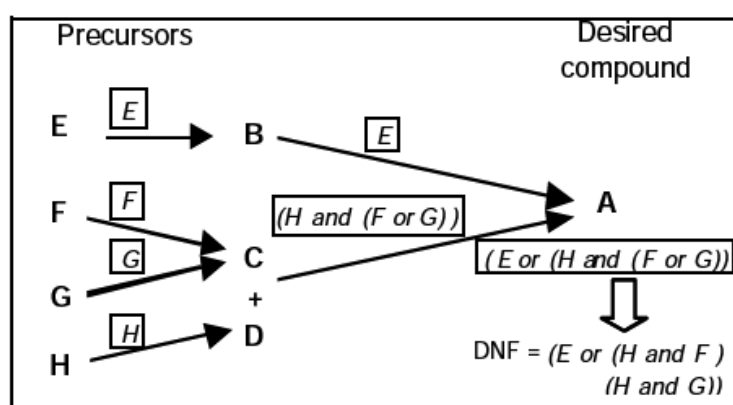 Precursors
Desired
compound
E
E
B
E
F
F
A
(H and (F or G))
G
C
(E or (H and (F or G))
G
+
H
D
H
DNF = (E or (H and F )
(H and G))